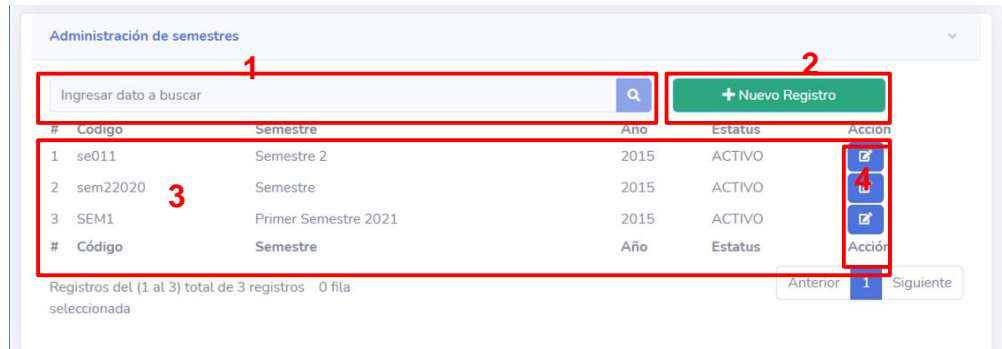 Administración de semestres
1 2
Ingresar dato a buscar Nuevo Registro
# Código Semestre Año Estatus Acción
1 se011 Semestre 2 2015 ACTIVO
2 sem22020 Semestre 2015 ACTIVO
3 4
3 SEM1 Primer Semestre 2021 2015 ACTIVO
# Código Semestre Año Estatus Acción
Registros del (1 al 3) total de 3 registros 0 fila
seleccionada
Anterior 1 Siguiente